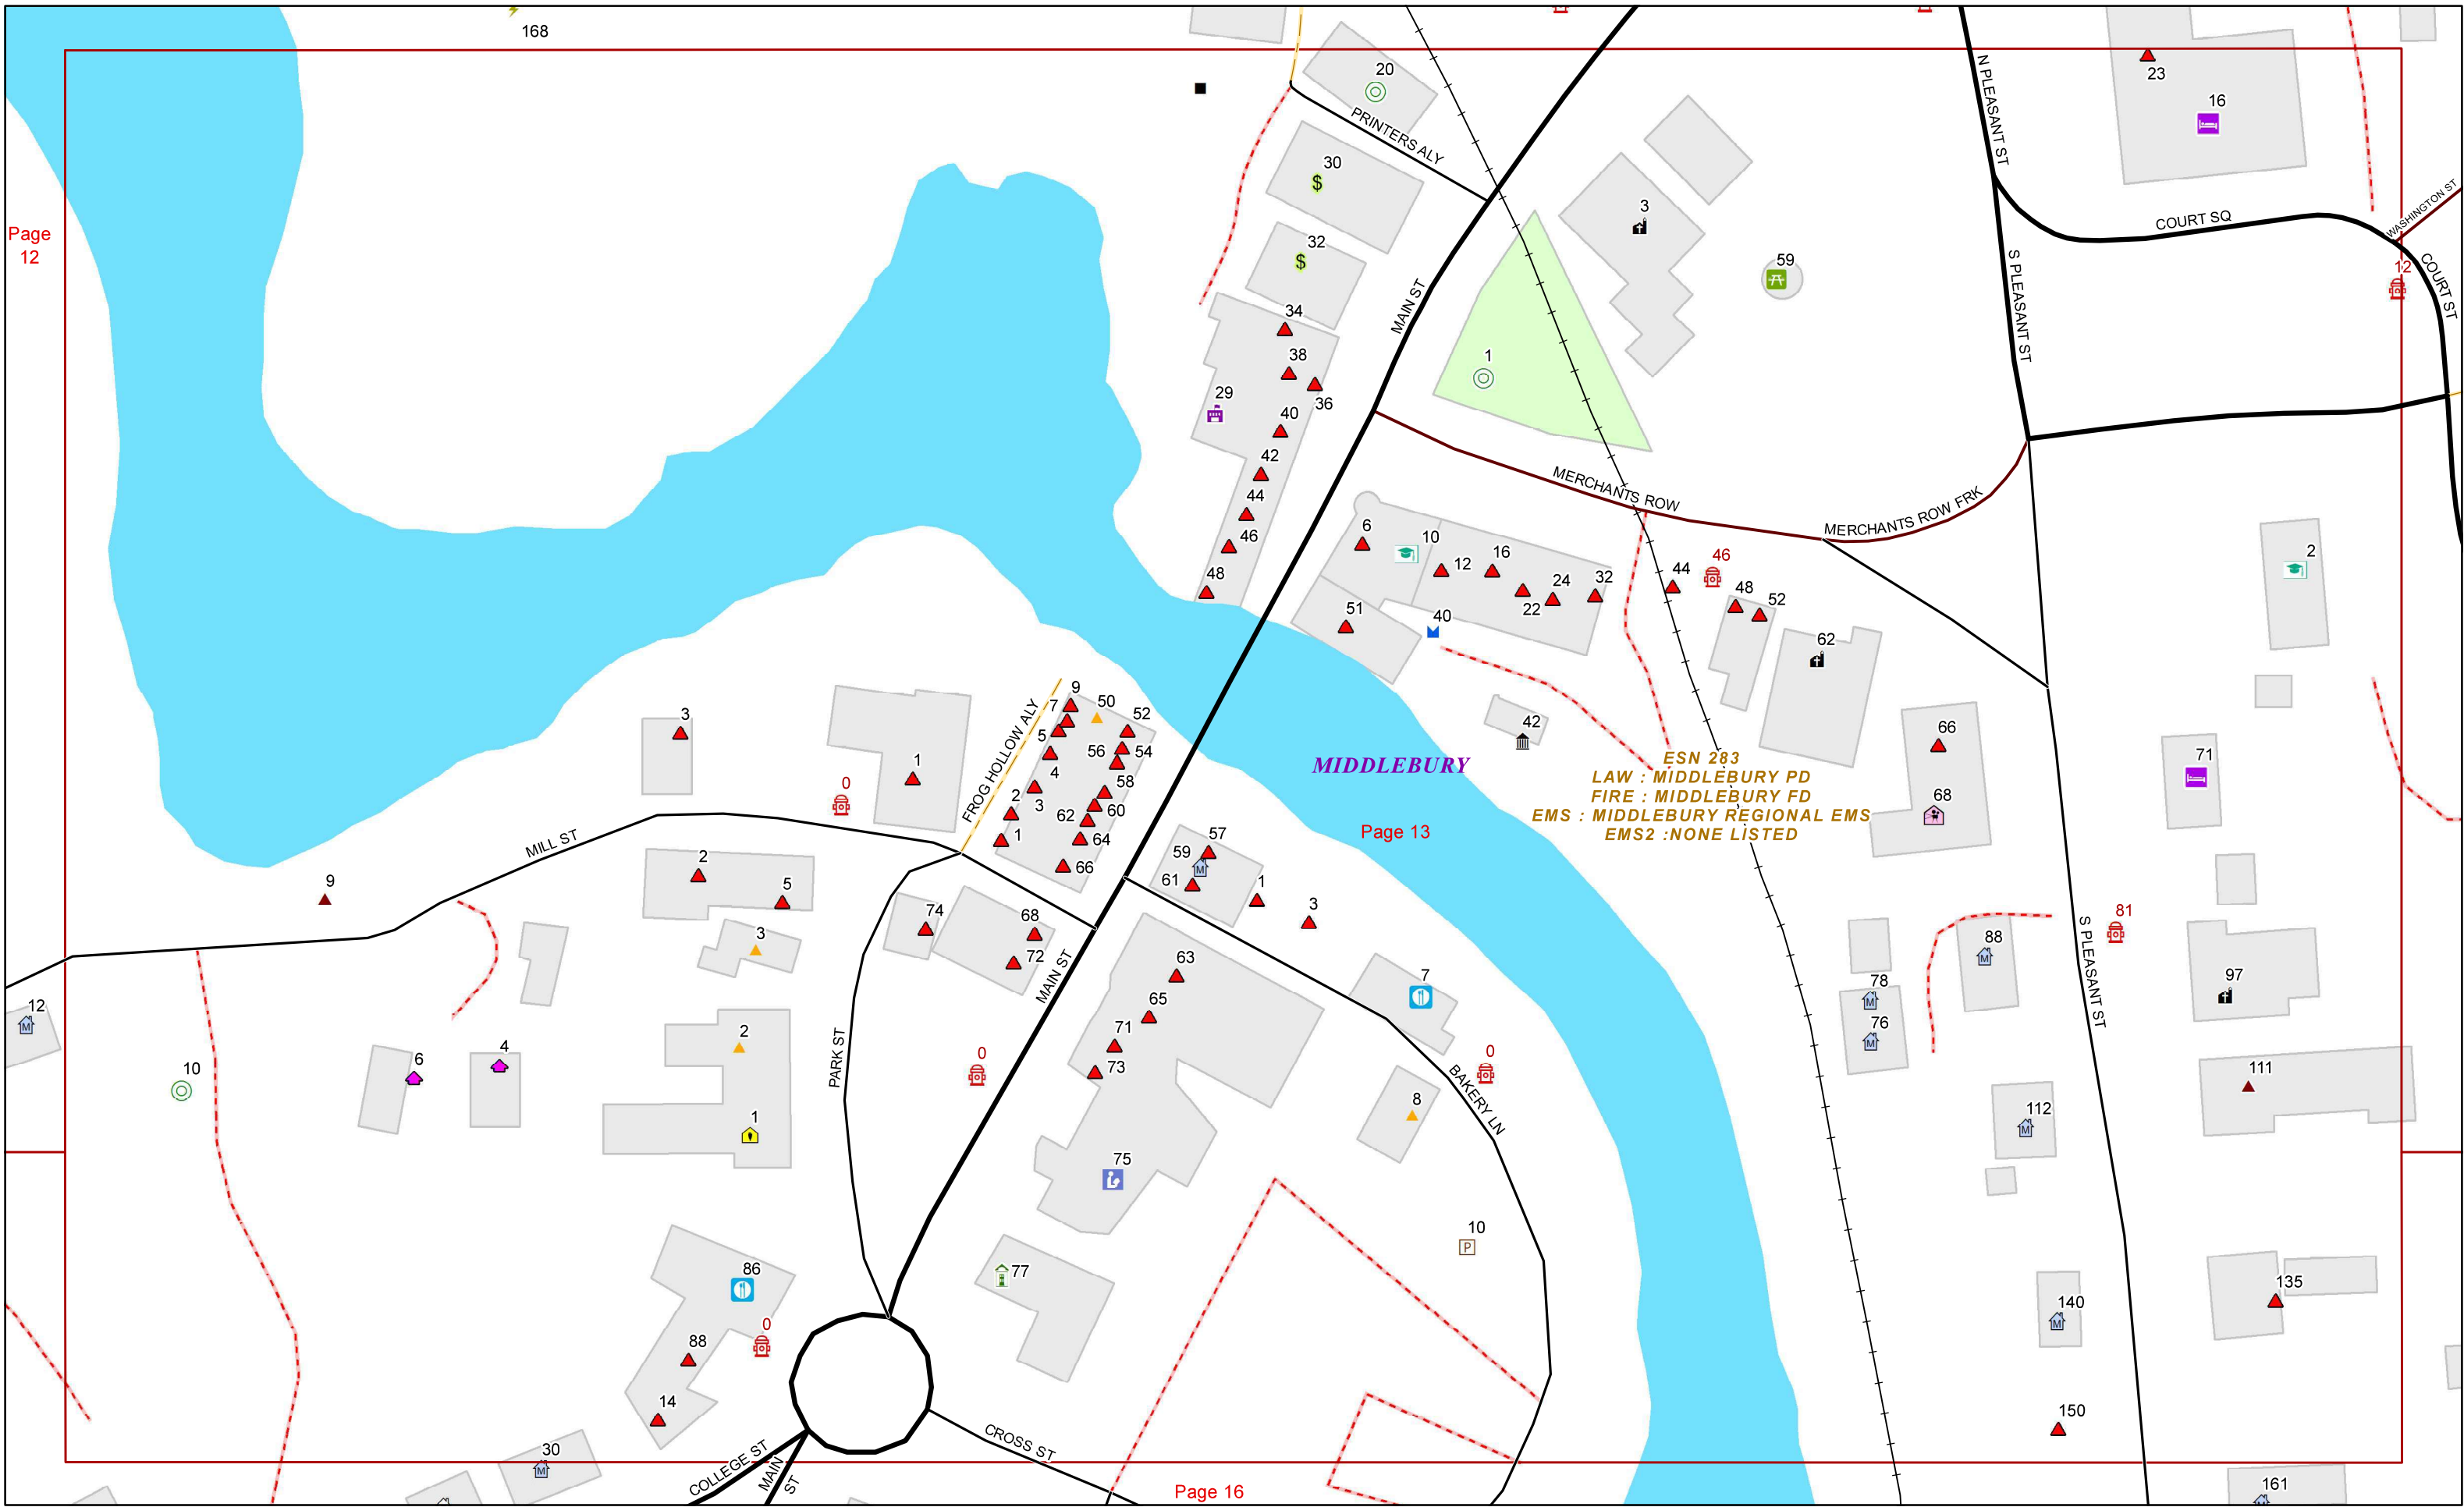 168
20
PRINTERS ALY
30
$
32
$
34
38
36
29
40
42
44
46
48
MAIN ST
3
59
1
N PLEASANT ST
S PLEASANT ST
23
16
COURT SQ
WASHINGTON ST
COURT ST
12
Page
12
MERCHANTS ROW
MERCHANTS ROW FRK
6
10
12
16
22
24
32
51
40
42
44
46
48
52
62
2
66
68
71
3
1
0
FROG HOLLOW ALY
9
7
50
52
5
56
54
4
58
2
3
62
60
1
64
66
MIDDLEBURY
ESN 283
LAW : MIDDLEBURY PD
FIRE : MIDDLEBURY FD
EMS : MIDDLEBURY REGIONAL EMS
EMS2 :NONE LISTED
Page 13
MILL ST
9
2
5
3
57
59
M
61
1
3
74
68
72
MAIN ST
63
65
71
73
7
0
BAKERY LN
8
75
77
10
P
81
S PLEASANT ST
88
M
78
M
76
M
97
111
112
M
135
140
M
150
161
12
M
10
6
4
2
1
PARK ST
0
86
0
88
14
30
M
COLLEGE ST
MAIN
ST
CROSS ST
Page 16